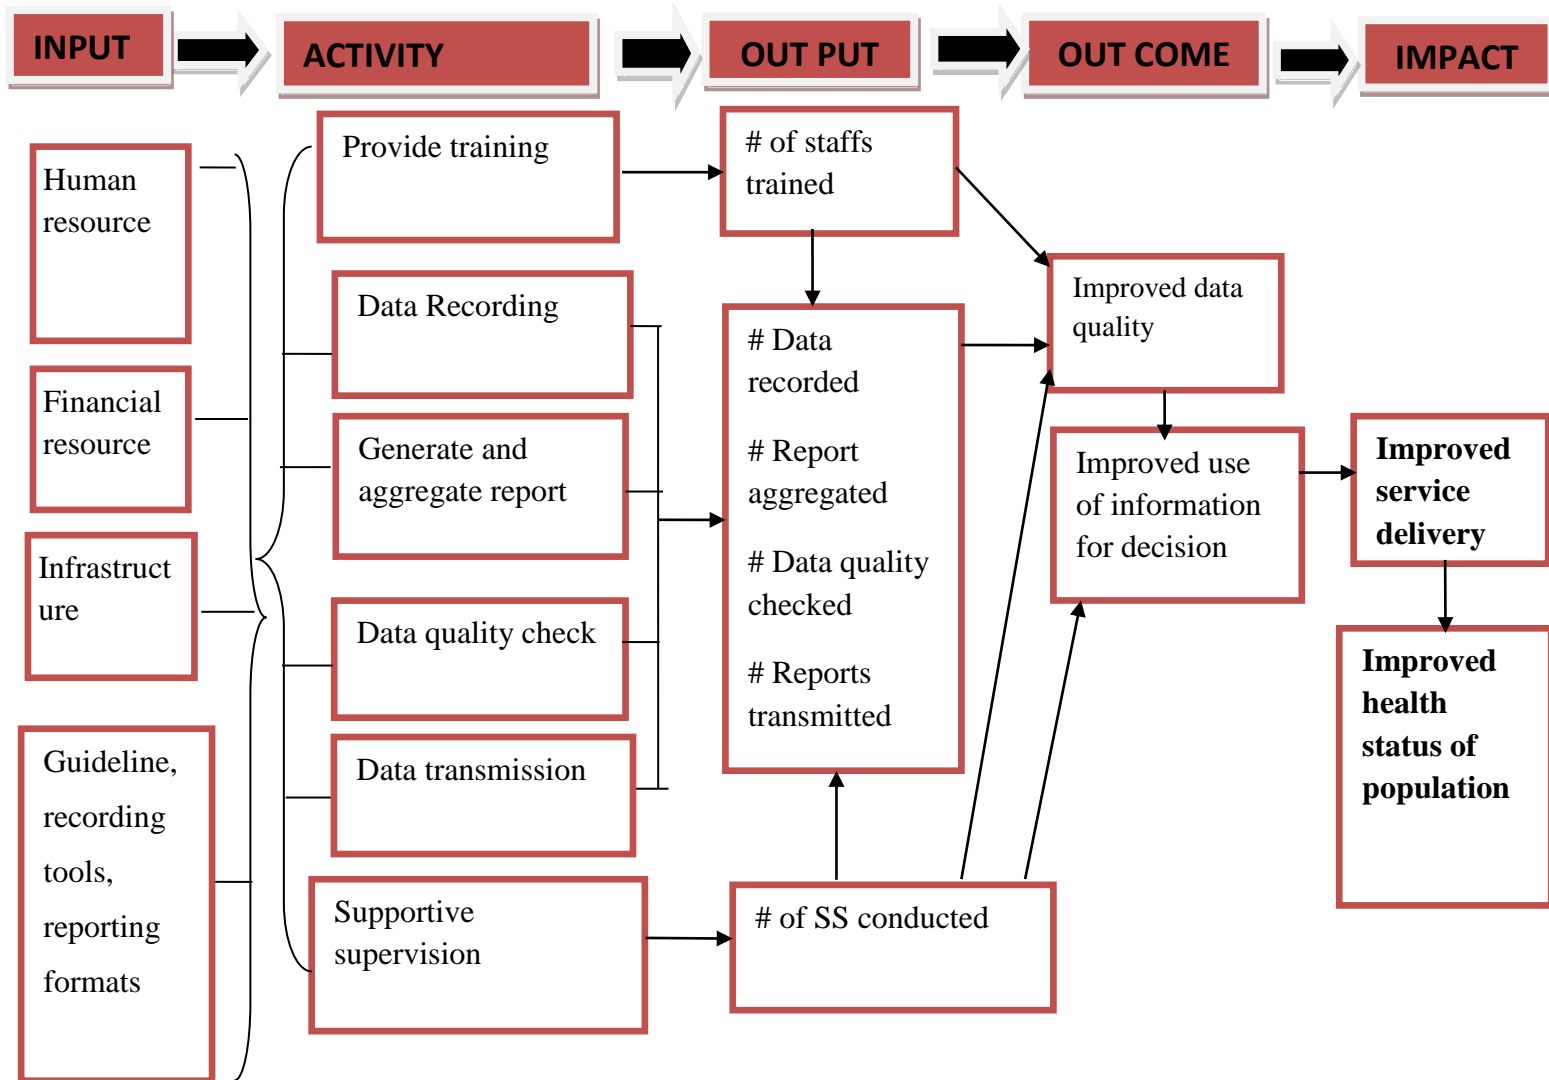 INPUT
ACTIVITY
OUT PUT
OUT COME
IMPACT
Human
resource
Financial
resource
Infrastruct
ure
Guideline,
recording
tools,
reporting
formats
Provide training
Data Recording
Generate and
aggregate report
Data quality check
Data transmission
Supportive
supervision
# of staffs
trained
# Data
recorded
# Report
aggregated
# Data quality
checked
# Reports
transmitted
# of SS conducted
Improved data
quality
Improved use
of information
for decision
Improved
service
delivery
Improved
health
status of
population